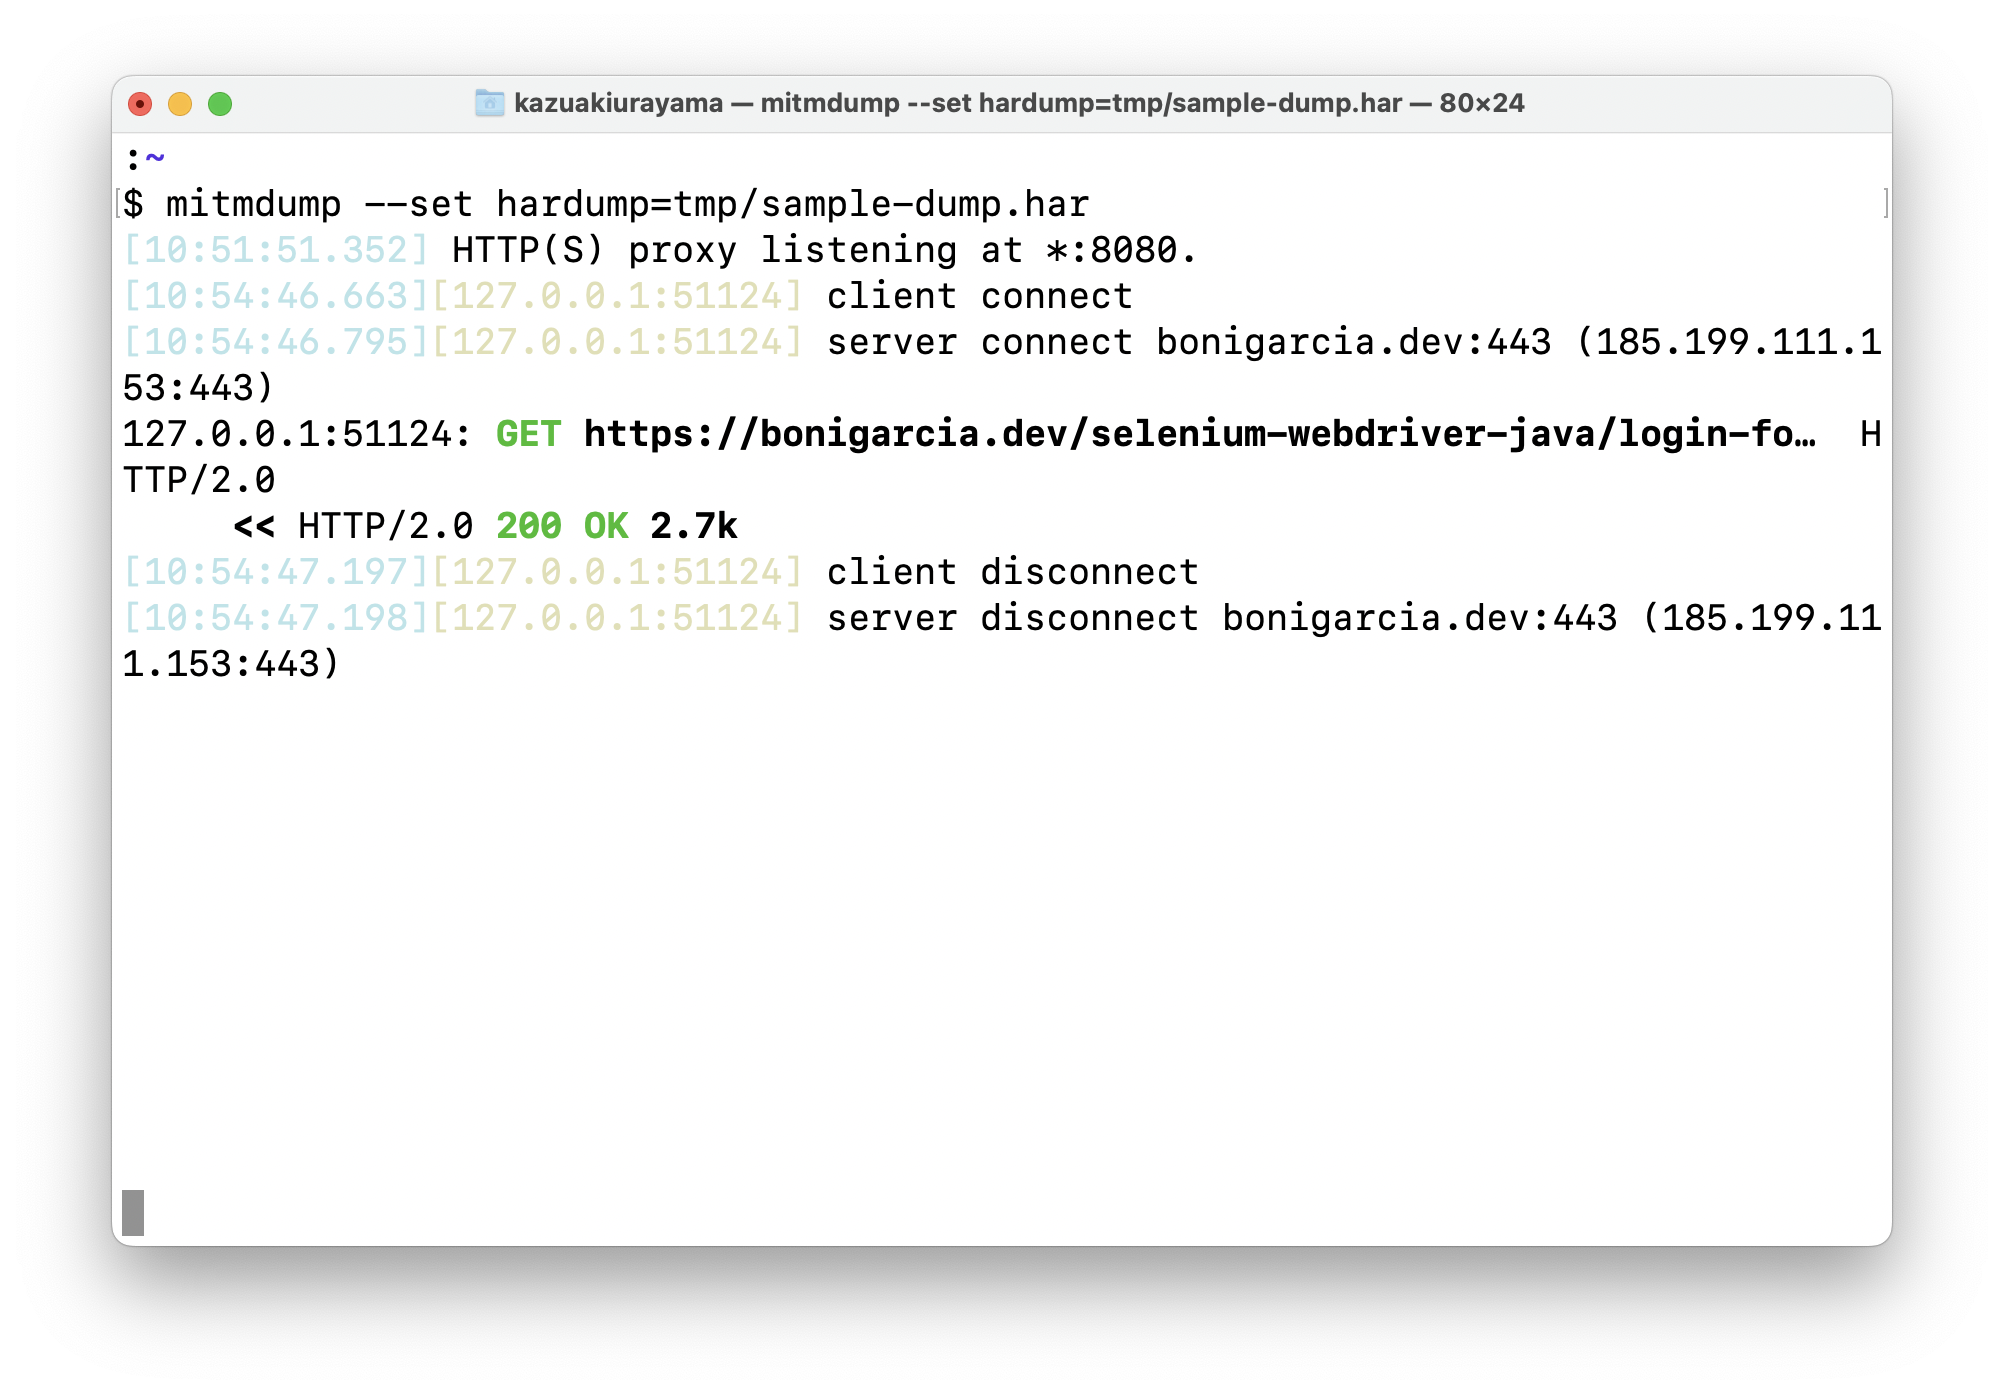 kazuakiurayama — mitmdump --set hardump=tmp/sample-dump.har — 80×24
:~
[$ mitmdump --set hardump=tmp/sample-dump.har ]
[10:51:51.352] HTTP(S) proxy listening at *:8080.
[10:54:46.663][127.0.0.1:51124] client connect
[10:54:46.795][127.0.0.1:51124] server connect bonigarcia.dev:443 (185.199.111.1
53:443)
127.0.0.1:51124: GET https://bonigarcia.dev/selenium-webdriver-java/login-fo…  H
TTP/2.0
     << HTTP/2.0 200 OK 2.7k
[10:54:47.197][127.0.0.1:51124] client disconnect
[10:54:47.198][127.0.0.1:51124] server disconnect bonigarcia.dev:443 (185.199.11
1.153:443)